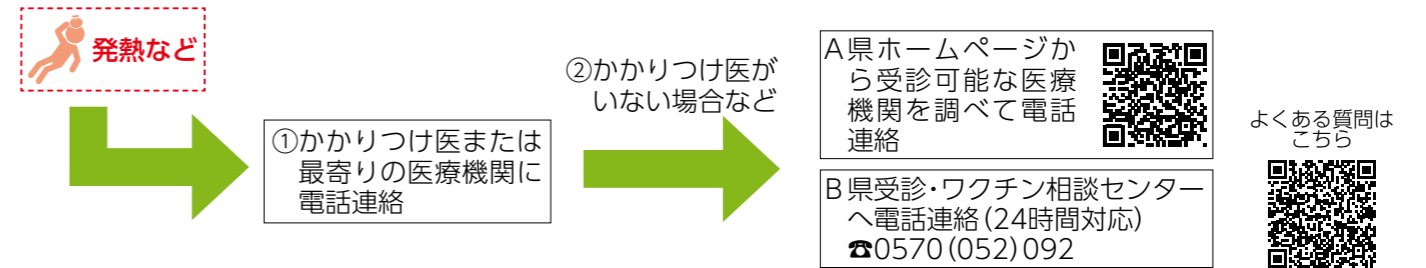 発熱など
①かかりつけ医または
最寄りの医療機関に
電話連絡
②かかりつけ医が
いない場合など
A県ホームページか
ら受診可能な医療
機関を調べて電話
連絡
B県受診・ワクチン相談センター
へ電話連絡(24時間対応)
☎0570(052)092
よくある質問は
こちら